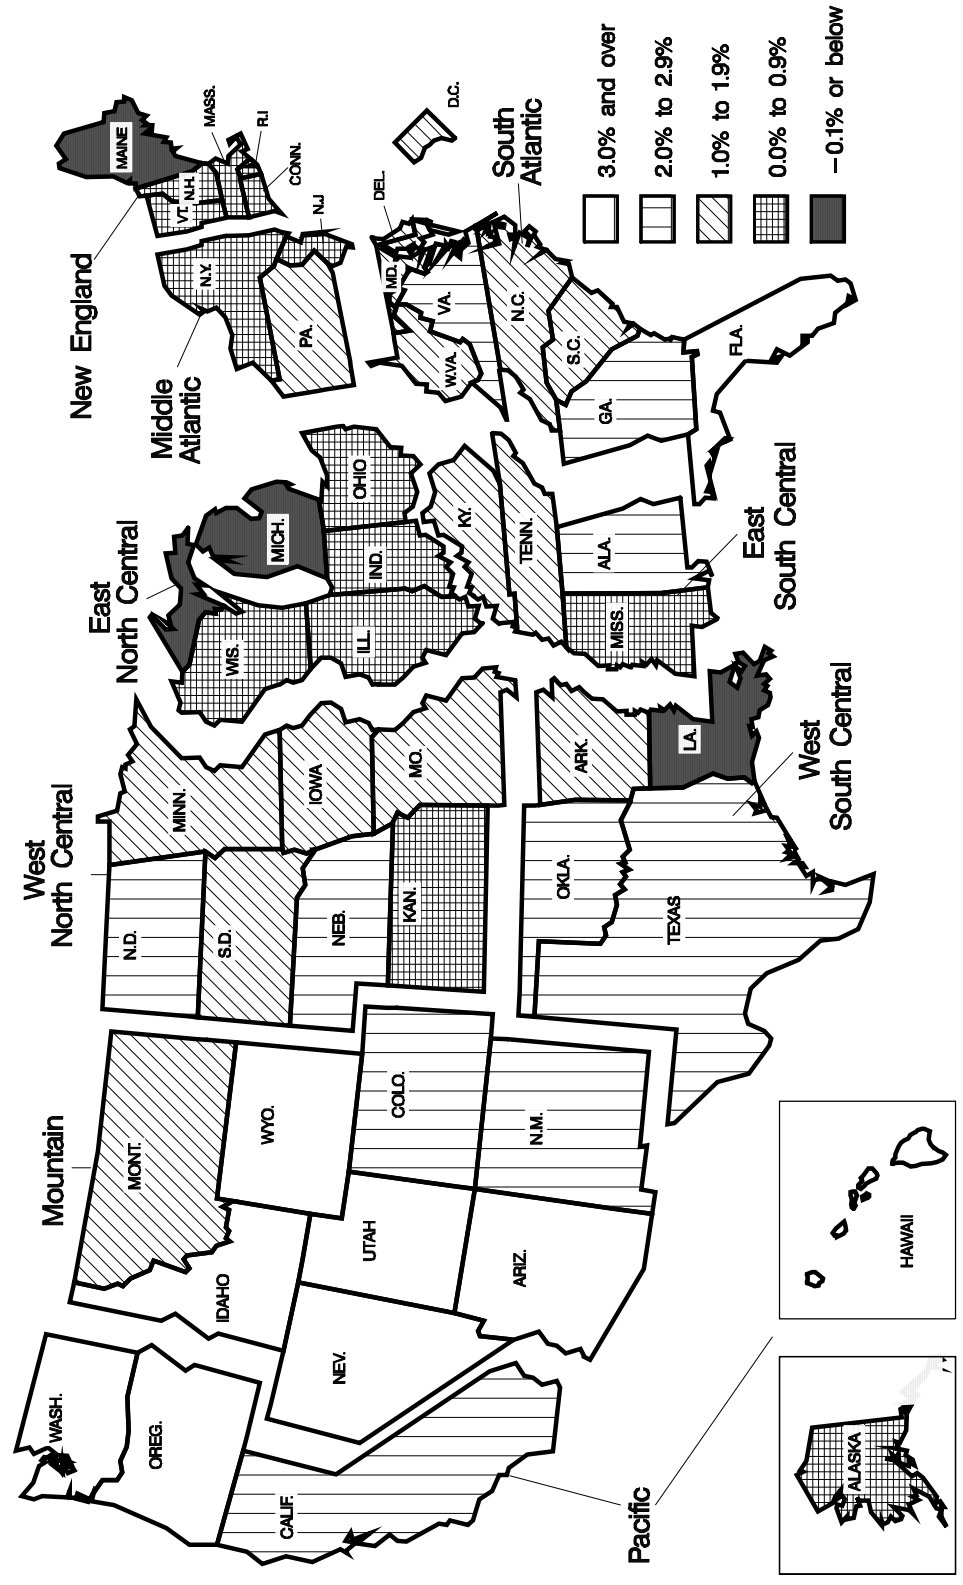 Pacific
Mountain
West
North Central
East
North Central
Middle
Atlantic
New England
WASH.
OREG.
CALIF.
NEV.
IDAHO
MONT.
WYO.
UTAH
ARIZ.
COLO.
N.M.
N.D.
S.D.
NEB.
KAN.
MINN.
IOWA
MO.
OKLA.
TEXAS
ARK.
LA.
WIS.
MICH.
ILL.
IND.
OHIO
KY.
TENN.
MISS.
ALA.
GA.
FLA.
S.C.
N.C.
VA.
W.VA.
MD.
DEL.
D.C.
PA.
N.Y.
N.J
VT.
N.H.
MAINE
MASS.
R.I
CONN.
South
Atlantic
East
South Central
West
South Central
ALASKA
HAWAII
3.0% and over
2.0% to 2.9%
1.0% to 1.9%
0.0% to 0.9%
-0.1% or below